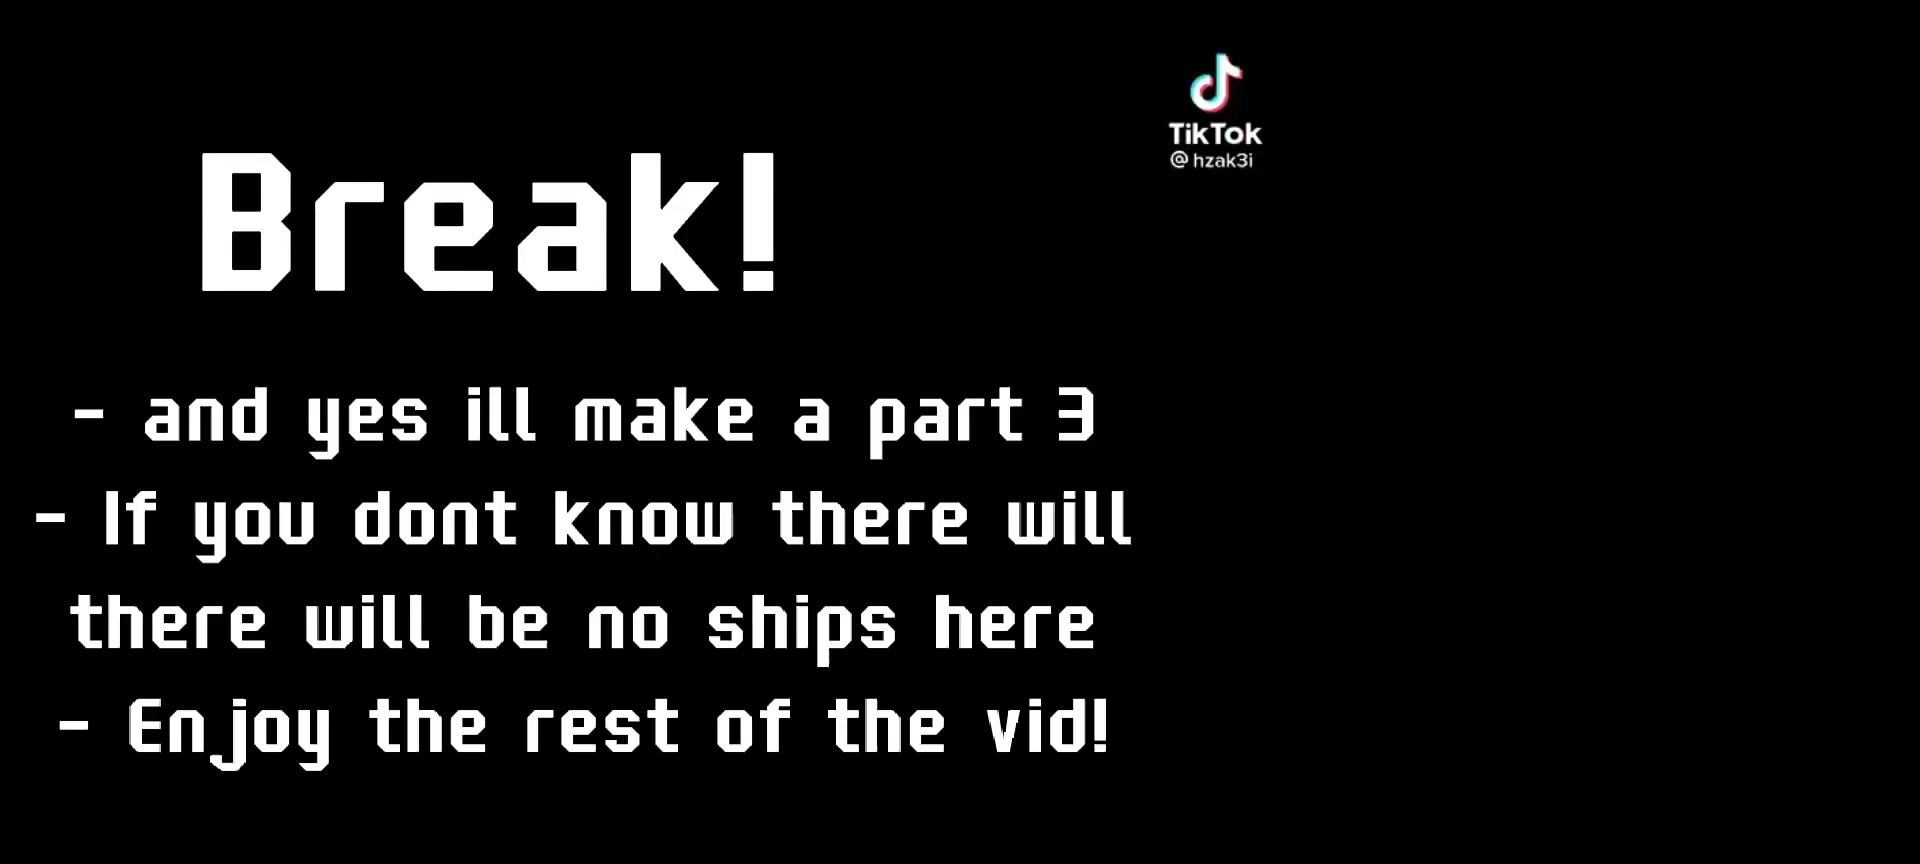 TikTok
@hzak3i
Break!
- and yes ill make a part 3
- If you dont know there will
there will be no ships here
- Enjoy the rest of the vid!